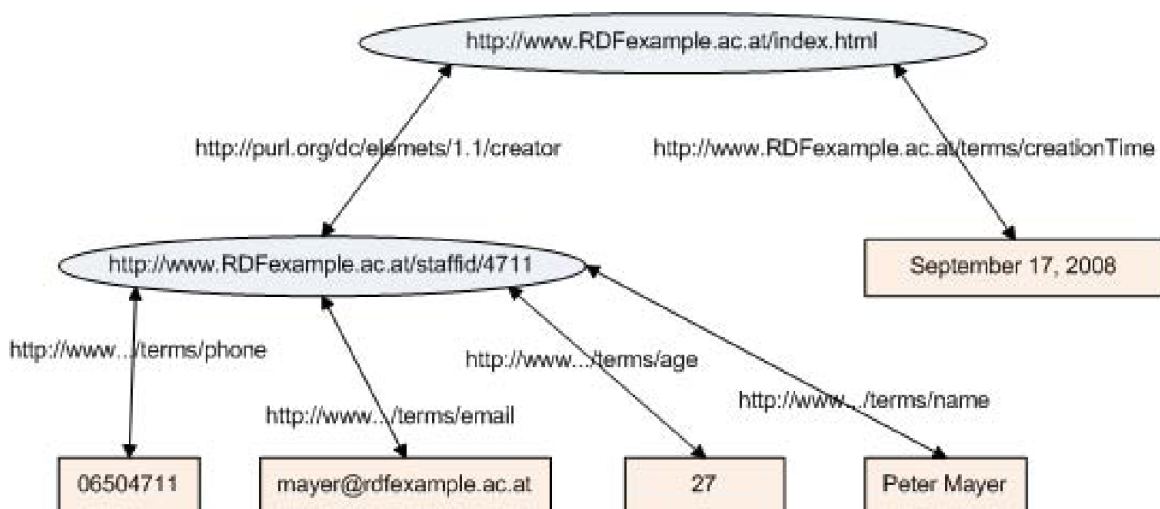 http://www.RDFexample.ac.at/index.html
http://purl.org/dc/elemets/1.1/creator
http://www.RDFexample.ac.at/terms/creationTime
http://www.RDFexample.ac.at/staffid/4711
September 17, 2008
http://www.../terms/phone
http://www.../terms/age
http://www.../terms/name
http://www.../terms/email
06504711
mayer@rdfexample.ac.at
27
Peter Mayer